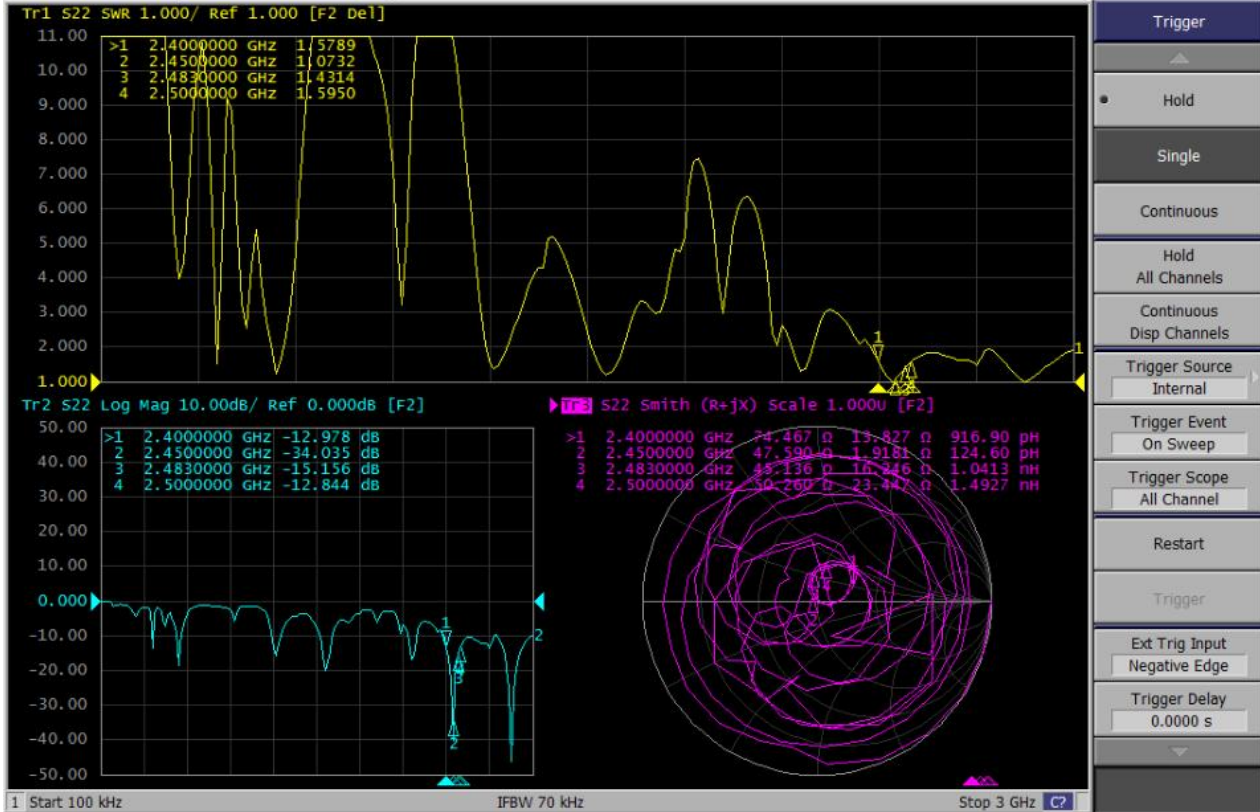 Tr1 S22 SWR 1.000/ Ref 1.000 [F2 Del]
11.00
10.00
9.000
8.000
7.000
6.000
5.000
4.000
3.000
2.000
1.000
>1 2.4000000 GHz 1.5789
2 2.4500000 GHz 1.0732
3 2.4830000 GHz 1.4314
4 2.5000000 GHz 1.5950
1
1
Tr2 S22 Log Mag 10.00dB/ Ref 0.000dB [F2]
50.00
40.00
30.00
20.00
10.00
0.000
-10.00
-20.00
-30.00
-40.00
-50.00
>1 2.4000000 GHz -12.978 dB
2 2.4500000 GHz -34.035 dB
3 2.4830000 GHz -15.156 dB
4 2.5000000 GHz -12.844 dB
1
2
3
2
Tr3 S22 Smith (R+jX) Scale 1.000U [F2]
>1 2.4000000 GHz 74.467 Ω 13.827 Ω 916.90 pH
2 2.4500000 GHz 47.590 Ω 1.9181 Ω 124.60 pH
3 2.4830000 GHz 45.136 Ω 16.246 Ω 1.0413 nH
4 2.5000000 GHz 50.260 Ω 23.447 Ω 1.4927 nH
1 Start 100 kHz
IFBW 70 kHz
Stop 3 GHz C?
Trigger
Hold
Single
Continuous
Hold
All Channels
Continuous
Disp Channels
Trigger Source
Internal
Trigger Event
On Sweep
Trigger Scope
All Channel
Restart
Trigger
Ext Trig Input
Negative Edge
Trigger Delay
0.0000 s